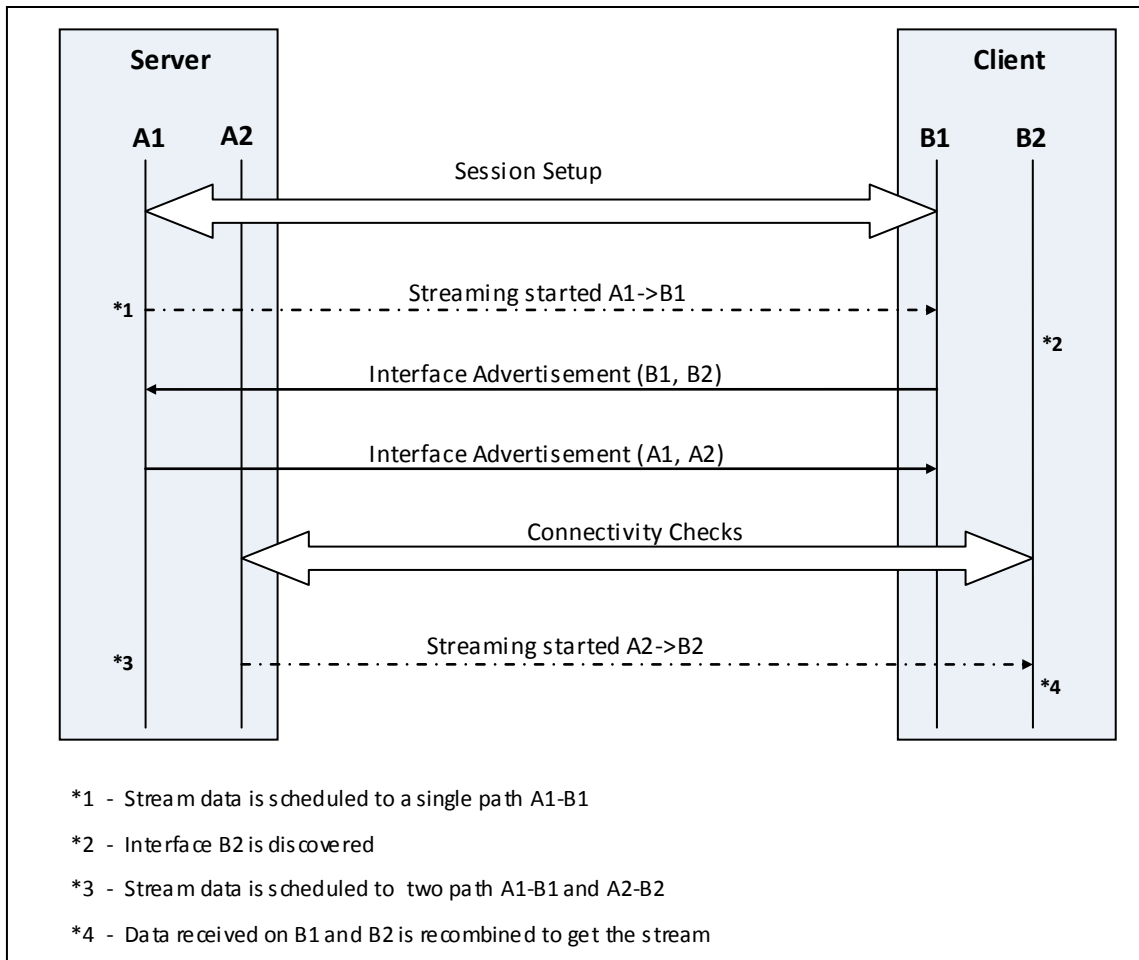 Server
Client
A1
A2
B1
B2
Session Setup
Streaming started A1->B1
*1
*2
Interface Advertisement (B1, B2)
Interface Advertisement (A1, A2)
Connectivity Checks
Streaming started A2->B2
*3
*4
*1 - Stream data is scheduled to a single path A1-B1
*2 - Interface B2 is discovered
*3 - Stream data is scheduled to two path A1-B1 and A2-B2
*4 - Data received on B1 and B2 is recombined to get the stream